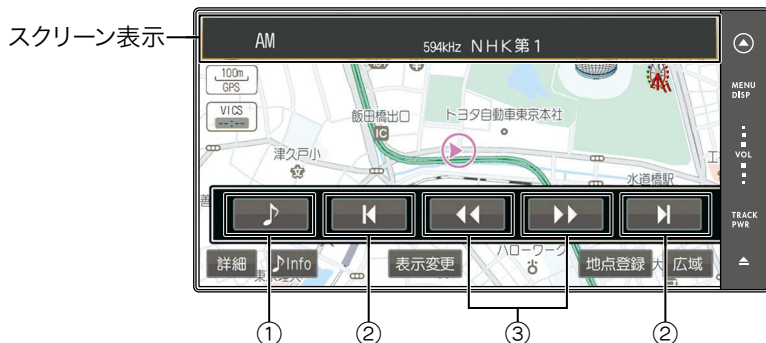 スクリーン表示
AM
594kHz NHK第1
100m
GPS
VICS
--:--
飯田橋出口
IC
トヨタ自動車東京本社
津久戸小
文
水道橋駅
MENU
DISP
VOL
TRACK
PWR
ハローワーク
詳細
♪Info
表示変更
地点登録
広域
① ② ③ ②